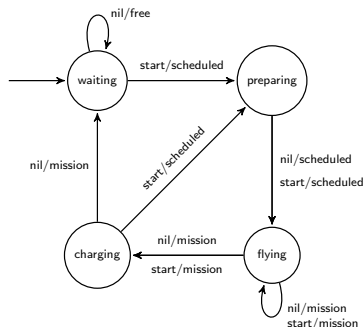 nil/free
start/scheduled
waiting
preparing
start/scheduled
nil/scheduled
start/scheduled
nil/mission
nil/mission
charging
flying
start/mission
nil/mission
start/mission